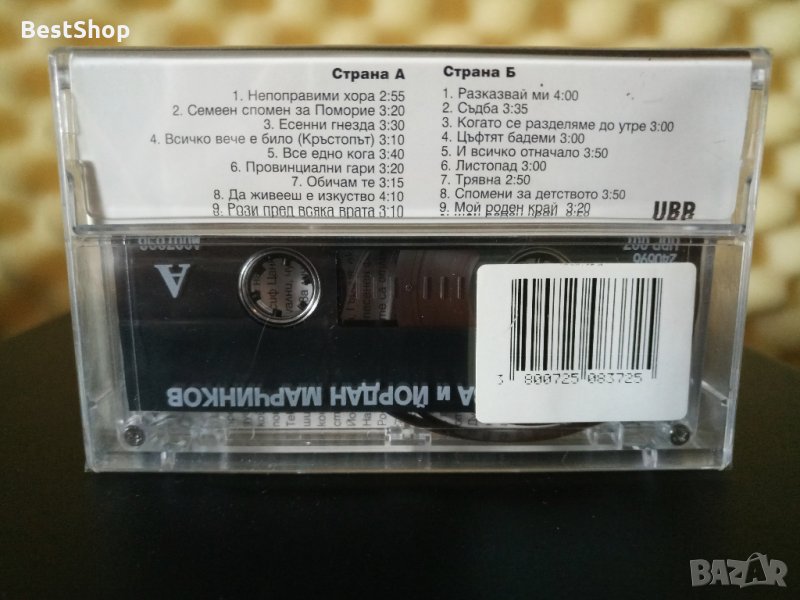 BestShop
Страна А
1. Непоправими хора 2:55
2. Семеен спомен за Поморие 3:20
3. Есенни гнезда 3:30
4. Всичко вече е било (Кръстопът) 3:10
5. Все едно кога 3:40
6. Провинциални гари 3:20
7. Обичам те 3:15
8. Да живееш е изкуство 4:10
9. Рози пред всяка врата 3:10
Страна Б
1. Разказвай ми 4:00
2. Съдба 3:35
3. Когато се разделяме до утре 3:00
4. Цъфтят бадеми 3:00
5. И всичко отначало 3:50
6. Листопад 3:00
7. Трявна 2:50
8. Спомени за детството 3:50
9. Мой роден край 3:20
UBP
А
240696
А и ЙОРДАН МАРЧИНКОВ
3 800725 083725
BAZAR